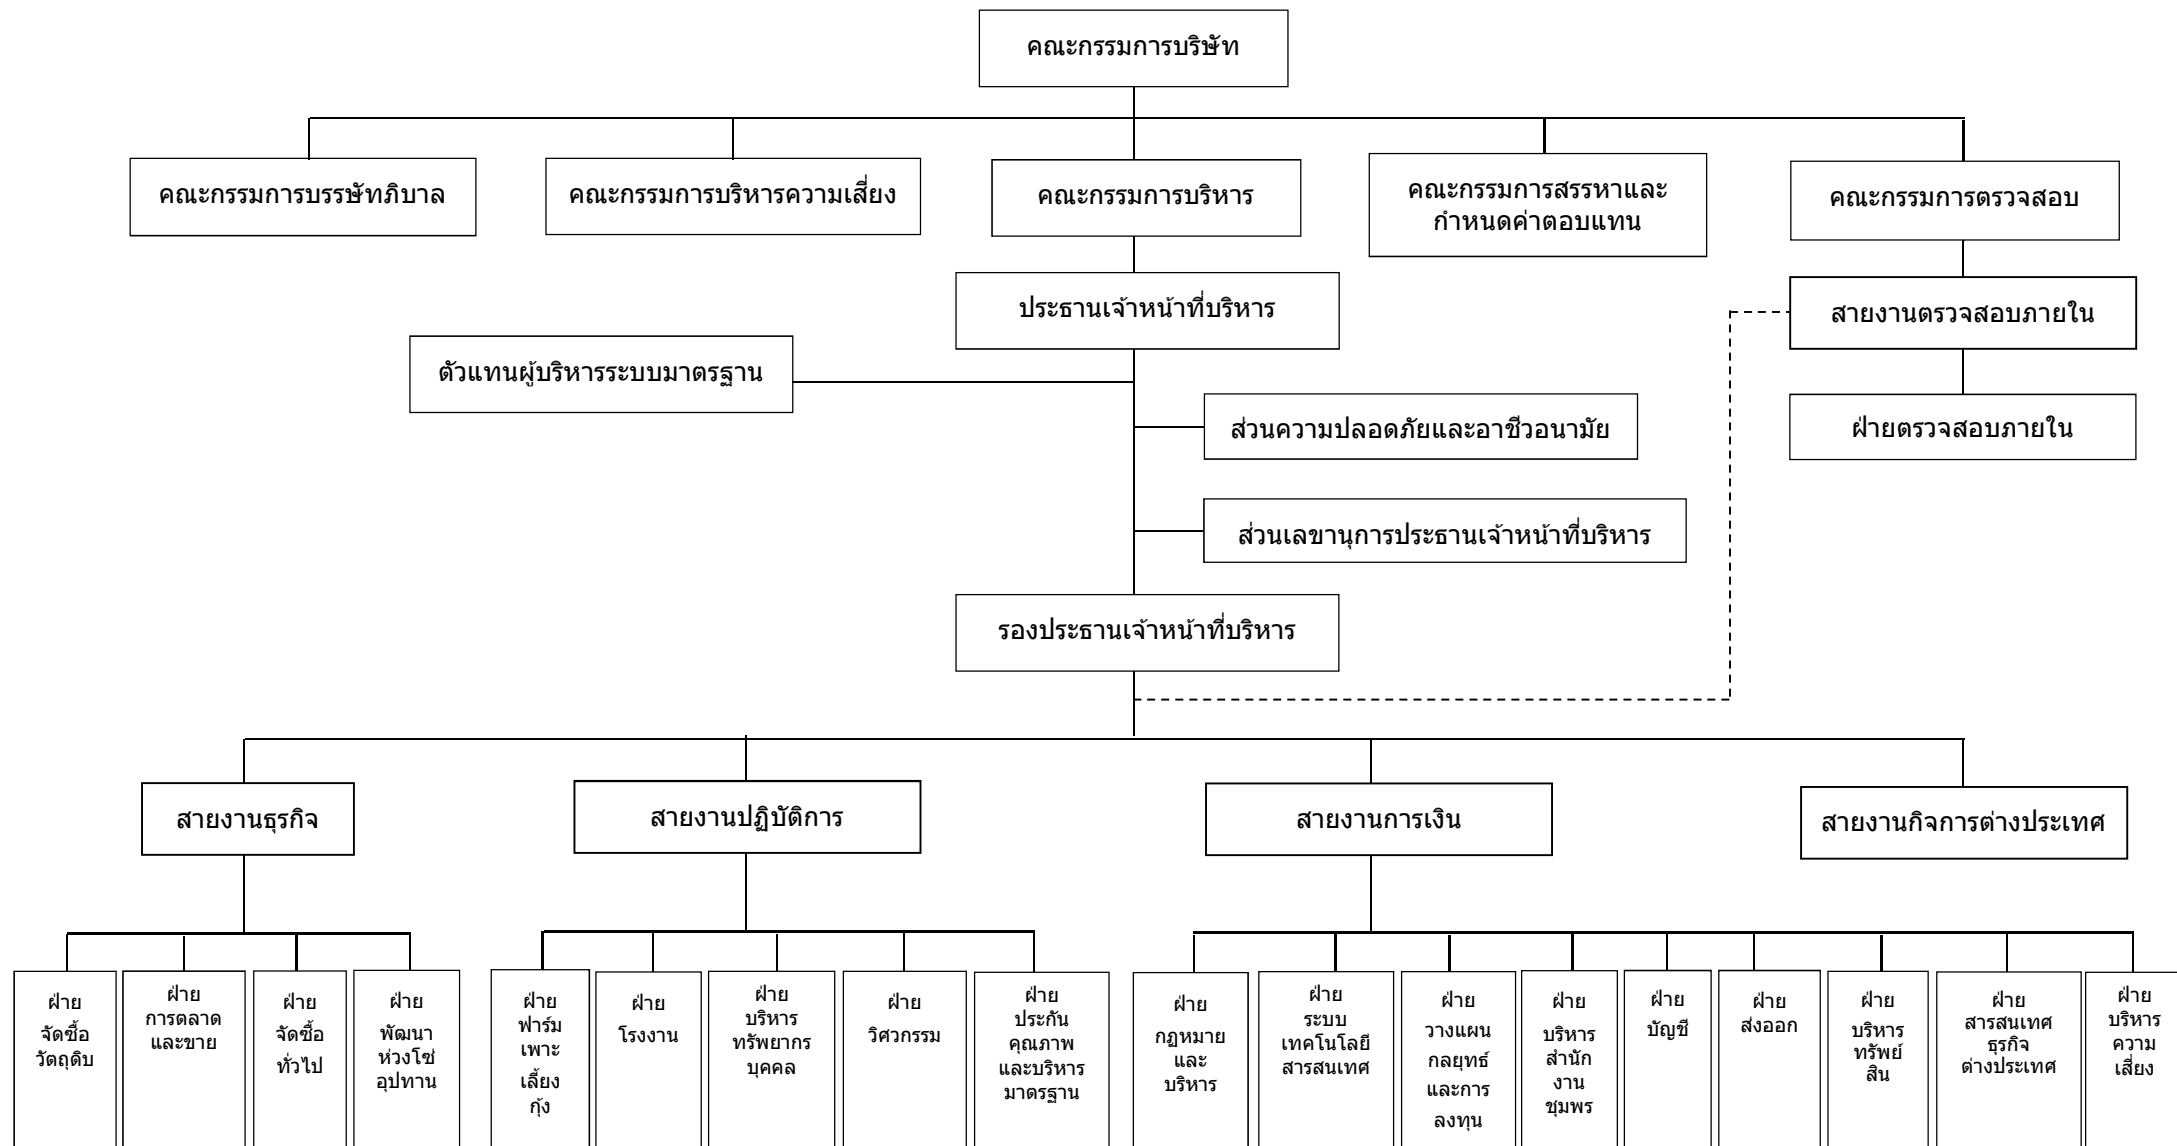 คณะกรรมการบริษัท
คณะกรรมการบรรษัทภิบาล
คณะกรรมการบริหารความเสี่ยง
คณะกรรมการบริหาร
คณะกรรมการสรรหาและ
กำหนดค่าตอบแทน
คณะกรรมการตรวจสอบ
ประธานเจ้าหน้าที่บริหาร
สายงานตรวจสอบภายใน
ตัวแทนผู้บริหารระบบมาตรฐาน
ส่วนความปลอดภัยและอาชีวอนามัย
ฝ่ายตรวจสอบภายใน
ส่วนเลขานุการประธานเจ้าหน้าที่บริหาร
รองประธานเจ้าหน้าที่บริหาร
สายงานธุรกิจ
สายงานปฏิบัติการ
สายงานการเงิน
สายงานกิจการต่างประเทศ
ฝ่าย
จัดซื้อ
วัตถุดิบ
ฝ่าย
การตลาด
และขาย
ฝ่าย
จัดซื้อ
ทั่วไป
ฝ่าย
พัฒนา
ห่วงโซ่
อุปทาน
ฝ่าย
ฟาร์ม
เพาะ
เลี้ยง
กุ้ง
ฝ่าย
โรงงาน
ฝ่าย
บริหาร
ทรัพยากร
บุคคล
ฝ่าย
วิศวกรรม
ฝ่าย
ประกัน
คุณภาพ
และบริหาร
มาตรฐาน
ฝ่าย
กฏหมาย
และ
บริหาร
ฝ่าย
ระบบ
เทคโนโลยี
สารสนเทศ
ฝ่าย
วางแผน
กลยุทธ์
และการ
ลงทุน
ฝ่าย
บริหาร
สำนัก
งาน
ชุมพร
ฝ่าย
บัญชี
ฝ่าย
ส่งออก
ฝ่าย
บริหาร
ทรัพย์
สิน
ฝ่าย
สารสนเทศ
ธุรกิจ
ต่างประเทศ
ฝ่าย
บริหาร
ความ
เสี่ยง